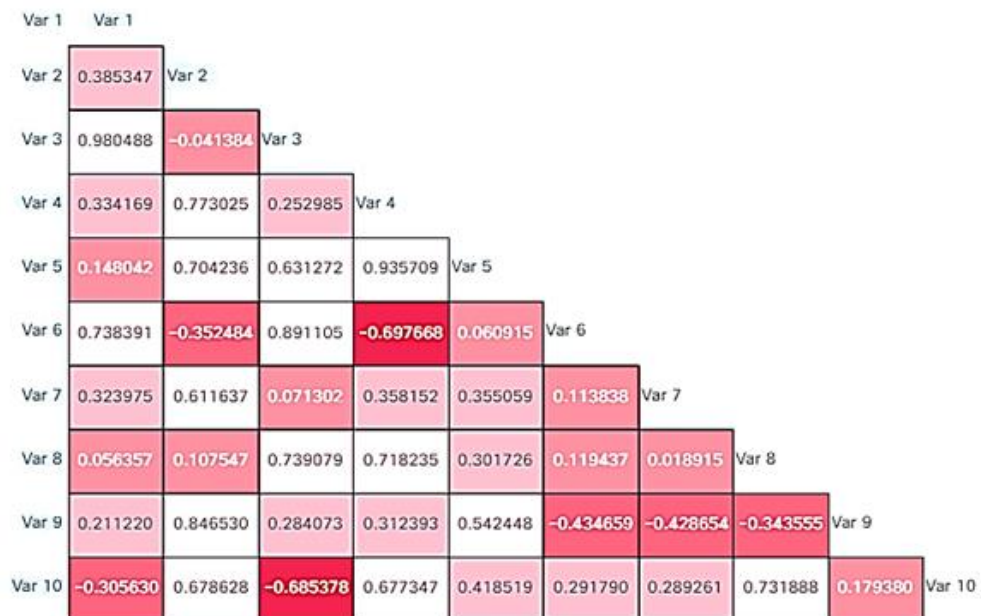 Var 1 Var 1
Var 2 0.385347 Var 2
Var 3 0.980488 −0.041384 Var 3
Var 4 0.334169 0.773025 0.252985 Var 4
Var 5 0.148042 0.704236 0.631272 0.935709 Var 5
Var 6 0.738391 −0.352484 0.891105 −0.697668 0.060915 Var 6
Var 7 0.323975 0.611637 0.071302 0.358152 0.355059 0.113838 Var 7
Var 8 0.056357 0.107547 0.739079 0.718235 0.301726 0.119437 0.018915 Var 8
Var 9 0.211220 0.846530 0.284073 0.312393 0.542448 −0.434659 −0.428654 −0.343555 Var 9
Var 10 −0.305630 0.678628 −0.685378 0.677347 0.418519 0.291790 0.289261 0.731888 0.179380 Var 10